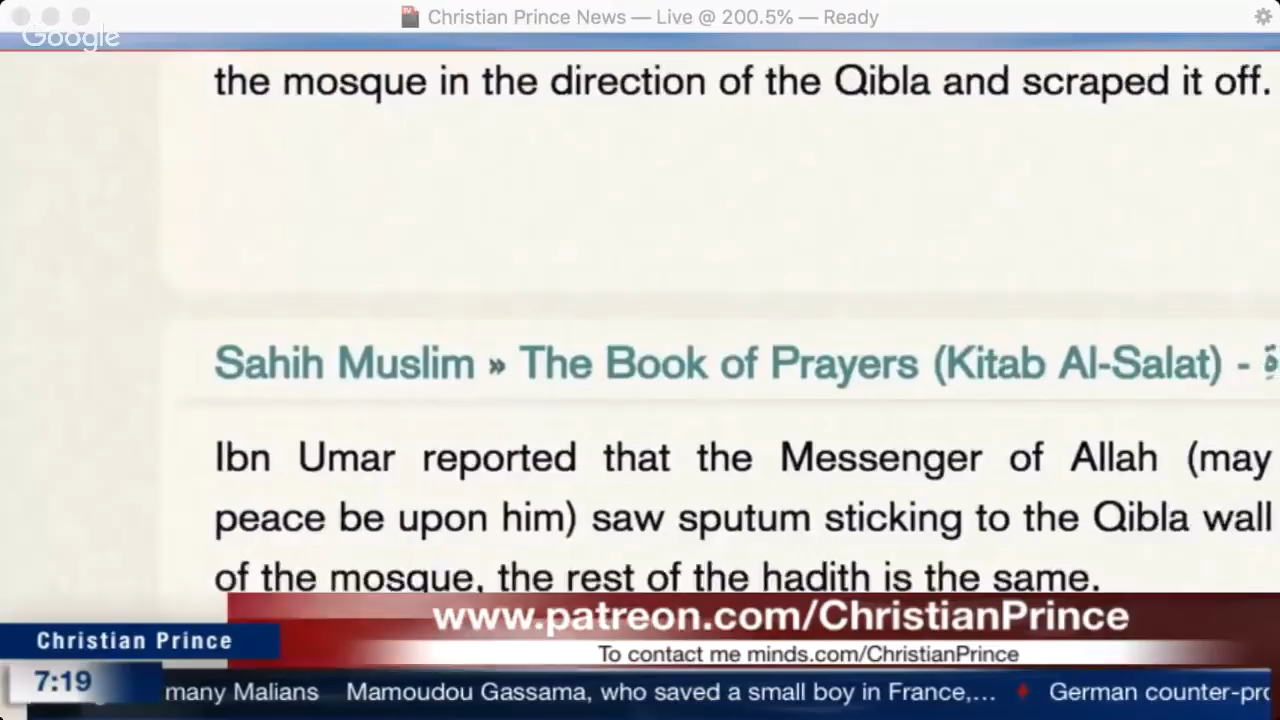 Christian Prince News — Live @ 200.5% — Ready
Google
the mosque in the direction of the Qibla and scraped it off.
Sahih Muslim » The Book of Prayers (Kitab Al-Salat) -
Ibn Umar reported that the Messenger of Allah (may
peace be upon him) saw sputum sticking to the Qibla wall
of the mosque, the rest of the hadith is the same.
www.patreon.com/ChristianPrince
Christian Prince
To contact me minds.com/ChristianPrince
7:19
many Malians Mamoudou Gassama, who saved a small boy in France,... German counter-pro